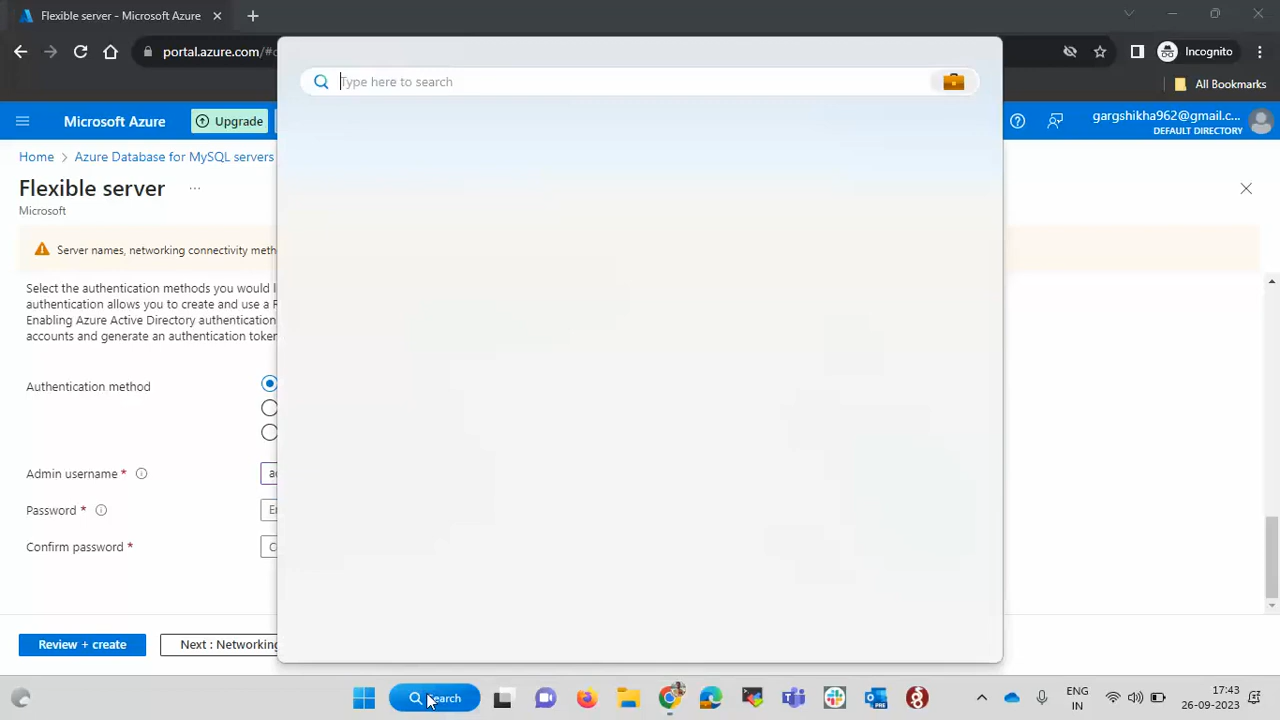 Flexible server - Microsoft Azure
portal.azure.com/#c
Incognito
All Bookmarks
Type here to search
Microsoft Azure
Upgrade
gargshikha962@gmail.c...
DEFAULT DIRECTORY
Home > Azure Database for MySQL servers
Flexible server ...
Microsoft
Server names, networking connectivity meth
Select the authentication methods you would l
authentication allows you to create and use a
Enabling Azure Active Directory authentication
accounts and generate an authentication token
Authentication method
Admin username *
Password *
Confirm password *
Review + create
Next : Networking
Search
ENG
IN
17:43
26-09-2023